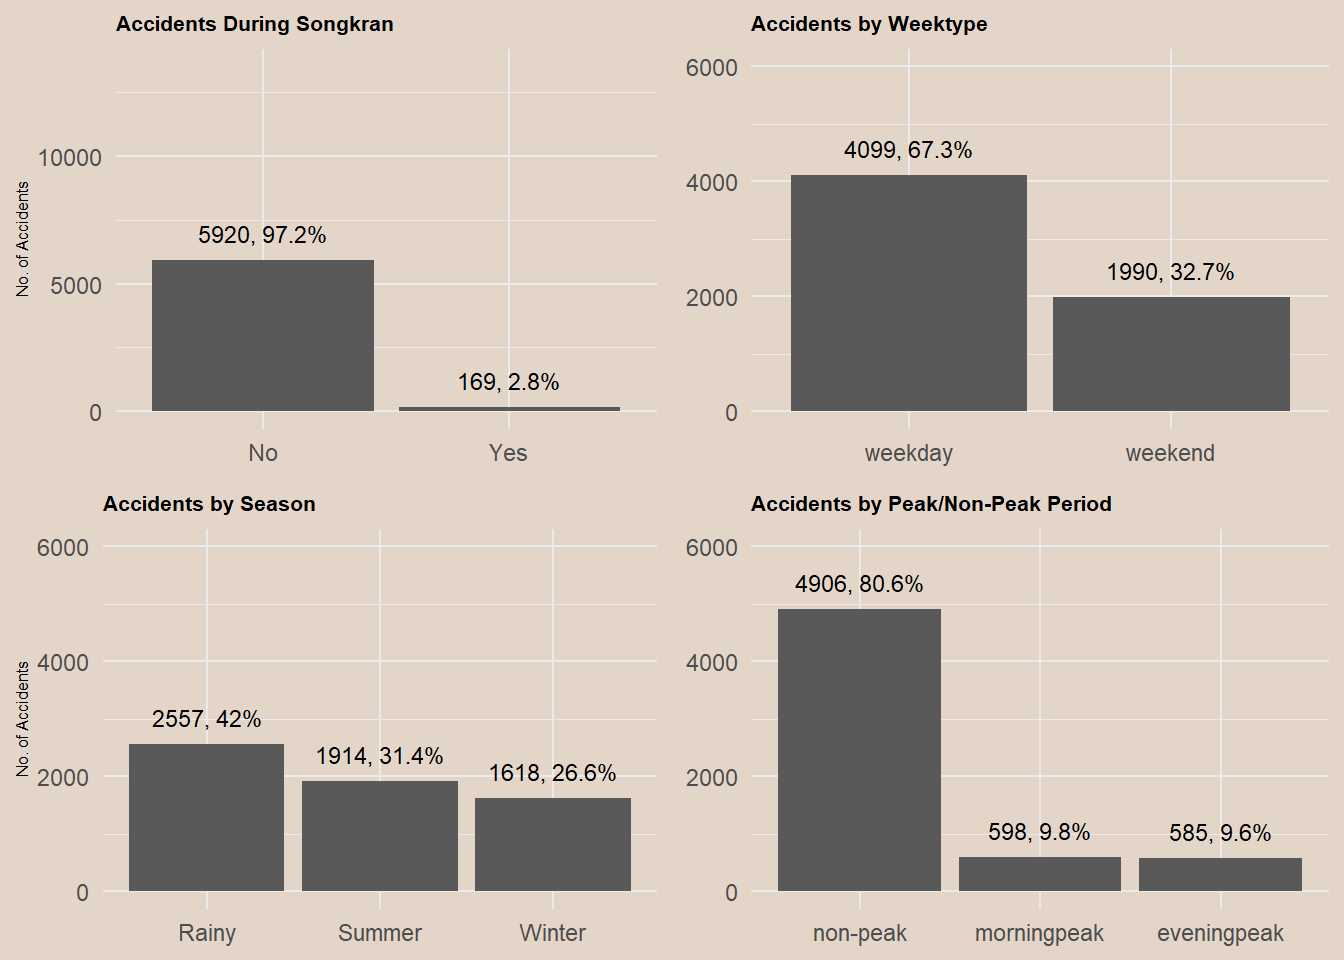 Accidents During Songkran
No. of Accidents
10000
5000
0
5920, 97.2%
169, 2.8%
No
Yes
Accidents by Weektype
6000
4000
2000
0
4099, 67.3%
1990, 32.7%
weekday
weekend
Accidents by Season
No. of Accidents
6000
4000
2000
0
2557, 42%
1914, 31.4%
1618, 26.6%
Rainy
Summer
Winter
Accidents by Peak/Non-Peak Period
6000
4000
2000
0
4906, 80.6%
598, 9.8%
585, 9.6%
non-peak
morningpeak
eveningpeak